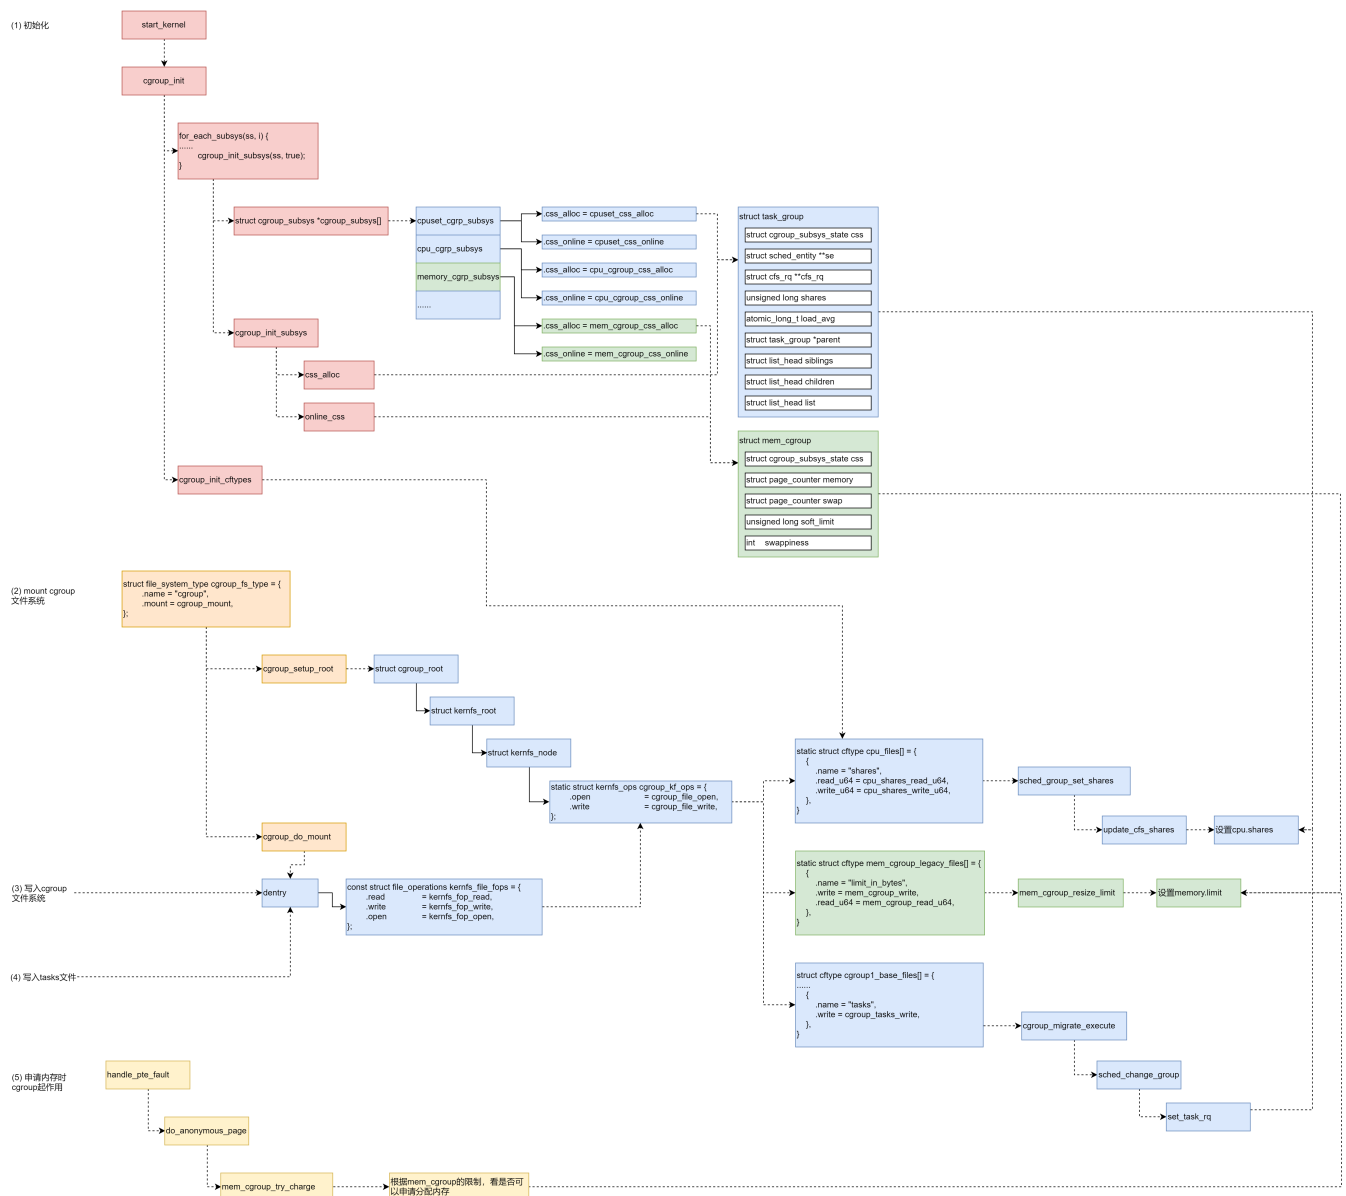 (1) 初始化
start_kernel
cgroup_init
for_each_subsys(ss, i) {
......
cgroup_init_subsys(ss, true);
}
struct cgroup_subsys *cgroup_subsys[]
cpuset_cgrp_subsys
cpu_cgrp_subsys
memory_cgrp_subsys
......
.css_alloc = cpuset_css_alloc
.css_online = cpuset_css_online
.css_alloc = cpu_cgroup_css_alloc
.css_online = cpu_cgroup_css_online
.css_alloc = mem_cgroup_css_alloc
.css_online = mem_cgroup_css_online
struct task_group
struct cgroup_subsys_state css
struct sched_entity **se
struct cfs_rq **cfs_rq
unsigned long shares
atomic_long_t load_avg
struct task_group *parent
struct list_head siblings
struct list_head children
struct list_head list
cgroup_init_subsys
css_alloc
online_css
struct mem_cgroup
struct cgroup_subsys_state css
struct page_counter memory
struct page_counter swap
unsigned long soft_limit
int swappiness
cgroup_init_cftypes
(2) mount cgroup
文件系统
struct file_system_type cgroup_fs_type = {
.name = "cgroup",
.mount = cgroup_mount,
};
cgroup_setup_root
struct cgroup_root
struct kernfs_root
struct kernfs_node
static struct kernfs_ops cgroup_kf_ops = {
.open = cgroup_file_open,
.write = cgroup_file_write,
};
static struct cftype cpu_files[] = {
{
.name = "shares",
.read_u64 = cpu_shares_read_u64,
.write_u64 = cpu_shares_write_u64,
},
}
sched_group_set_shares
update_cfs_shares
设置cpu.shares
cgroup_do_mount
(3) 写入cgroup
文件系统
dentry
const struct file_operations kernfs_file_fops = {
.read = kernfs_fop_read,
.write = kernfs_fop_write,
.open = kernfs_fop_open,
};
static struct cftype mem_cgroup_legacy_files[] = {
{
.name = "limit_in_bytes",
.write = mem_cgroup_write,
.read_u64 = mem_cgroup_read_u64,
},
}
mem_cgroup_resize_limit
设置memory.limit
(4) 写入tasks文件
struct cftype cgroup1_base_files[] = {
......
{
.name = "tasks",
.write = cgroup_tasks_write,
},
}
cgroup_migrate_execute
sched_change_group
set_task_rq
(5) 申请内存时
cgroup起作用
handle_pte_fault
do_anonymous_page
mem_cgroup_try_charge
根据mem_cgroup的限制，看是否可
以申请分配内存